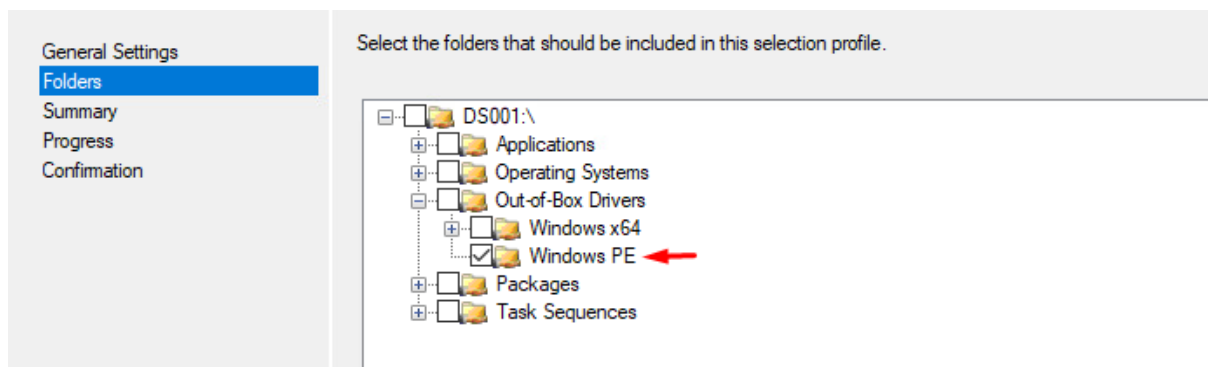 General Settings
Folders
Summary
Progress
Confirmation
Select the folders that should be included in this selection profile.
DS001:\
Applications
Operating Systems
Out-of-Box Drivers
Windows x64
Windows PE
Packages
Task Sequences